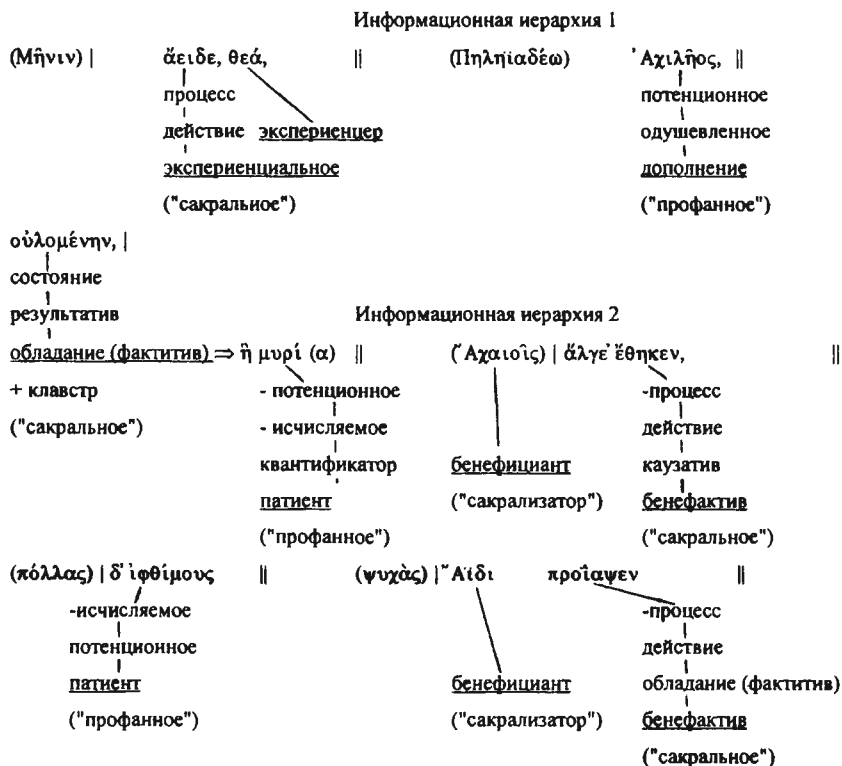 Информационная иерархия 1
(Μῆνιν) | ἄειδε, θεά, || (Πηληϊαδέω) Ἀχιλῆος, ||
процесс потенционное
действие экспериенцер одушевленное
экспериенциальное дополнение
("сакральное") ("профанное")
οὐλομένην, |
состояние
результатив Информационная иерархия 2
обладание (фактитив) ⇒ ἣ μυρί (α) || (Ἀχαιοῖς) | ἄλγε' ἔθηκεν, ||
+ клавстр - потенционное -процесс
("сакральное") - исчисляемое действие
квантификатор бенефициант каузатив
патиент ("сакрализатор") бенефактив
("профанное") ("сакральное")
(πόλλας) | δ' ἰφθίμους || (ψυχὰς) | Ἄϊδι προΐαψεν ||
-исчисляемое -процесс
потенционное действие
патиент бенефициант обладание (фактитив)
("профанное") ("сакрализатор") бенефактив
("сакральное")